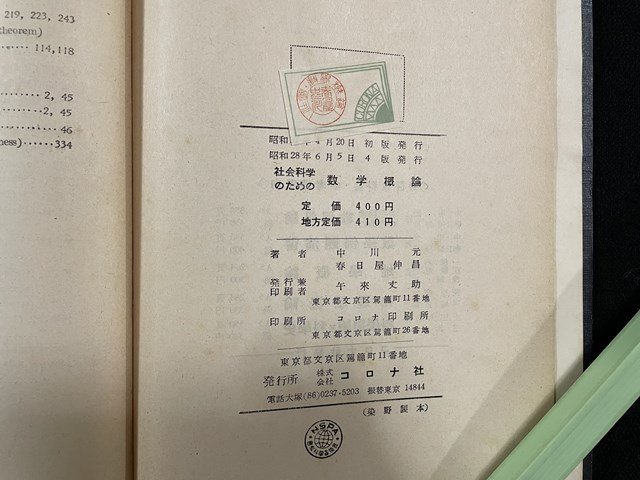 219, 223, 243
theorem)
114,118
2, 45
2, 45
46
ness) 334
CORONA
昭和 年4月20日 初版発行
昭和28年6月5日 4版発行
社会科学のための 数学概論
定価 400円
地方定価 410円
著者 中川元
春日屋伸昌
発行兼印刷者 午來丈助
東京都文京区駕籠町11番地
印刷所 コロナ印刷所
東京都文京区駕籠町26番地
東京都文京区駕籠町11番地
発行所 株式会社 コロナ社
電話大塚(86)0237・5203 振替東京 14844
(染野製本)
NSPA